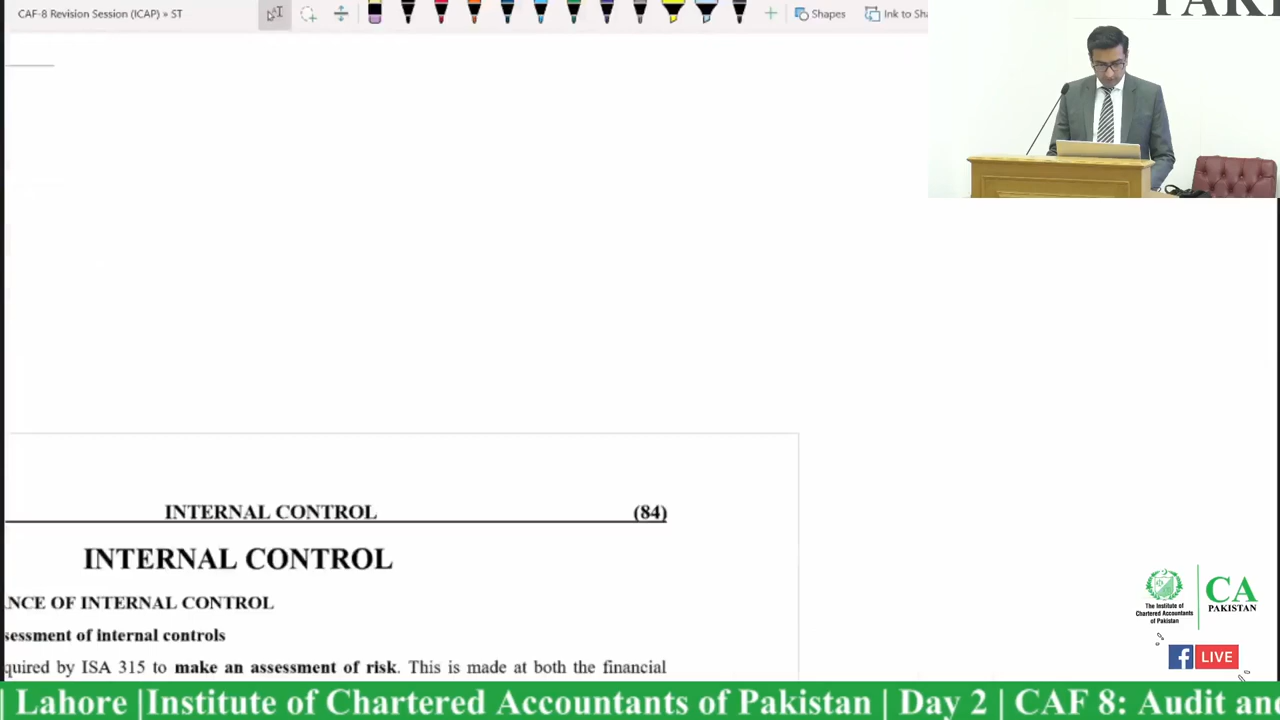 CAF-8 Revision Session (ICAP) » ST
Shapes
Ink to Sha
INTERNAL CONTROL (84)
INTERNAL CONTROL
NCE OF INTERNAL CONTROL
sessment of internal controls
quired by ISA 315 to make an assessment of risk. This is made at both the financial
The Institute of
Chartered Accountants
of Pakistan
CA
PAKISTAN
f LIVE
| Lahore |Institute of Chartered Accountants of Pakistan | Day 2 | CAF 8: Audit and